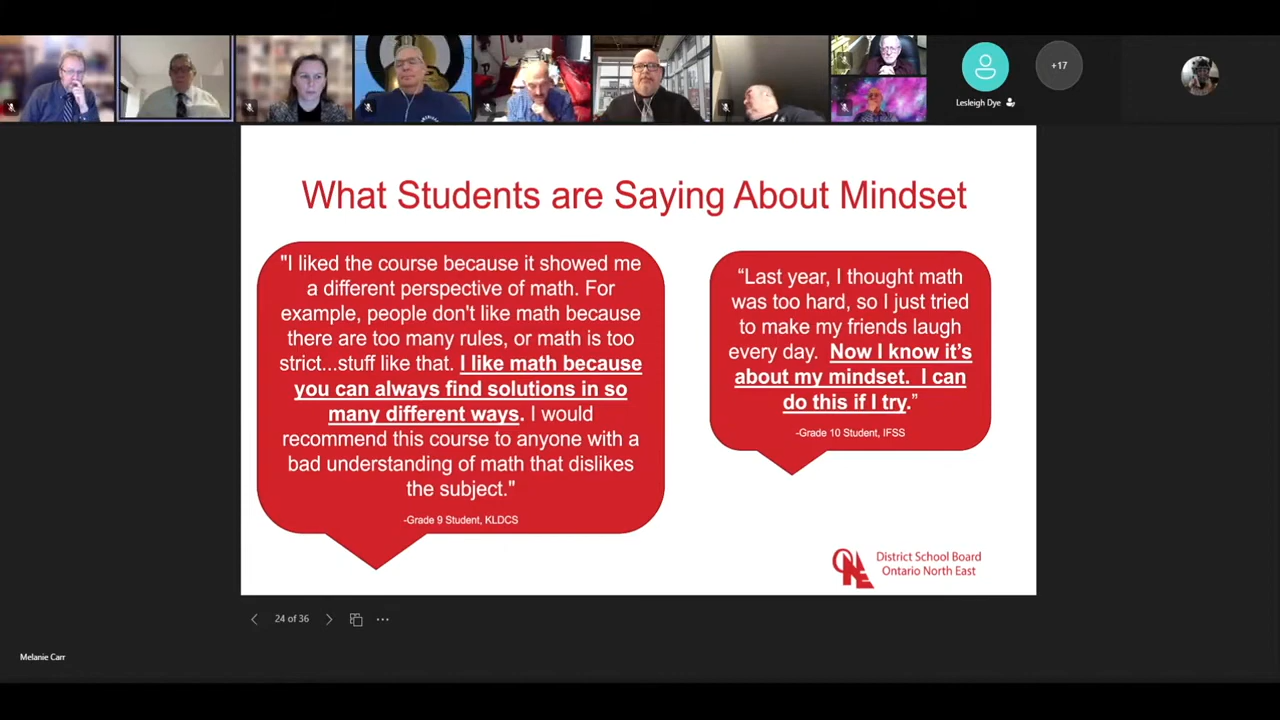 Lesleigh Dye
+17
What Students are Saying About Mindset
"I liked the course because it showed me
a different perspective of math. For
example, people don't like math because
there are too many rules, or math is too
strict...stuff like that. I like math because
you can always find solutions in so
many different ways. I would
recommend this course to anyone with a
bad understanding of math that dislikes
the subject."
-Grade 9 Student, KLDCS
“Last year, I thought math
was too hard, so I just tried
to make my friends laugh
every day.  Now I know it’s
about my mindset.  I can
do this if I try.”
-Grade 10 Student, IFSS
ONE
District School Board
Ontario North East
24 of 36
Melanie Carr